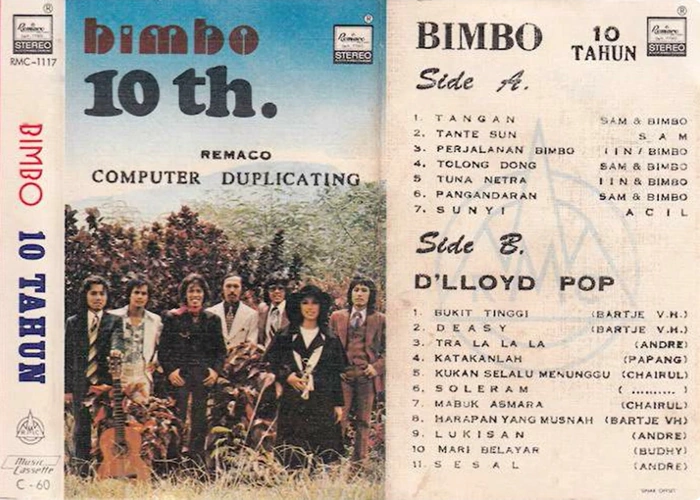 Remaco
STEREO
RMC-1117
BIMBO 10 TAHUN
Music
Cassette
C-60
bimbo
10 th.
Remaco
STEREO
REMACO
COMPUTER DUPLICATING
BIMBO 10
TAHUN
Remaco
STEREO
Side A.
1. TANGAN SAM & BIMBO
2. TANTE SUN SAM
3. PERJALANAN BIMBO IIN/BIMBO
4. TOLONG DONG SAM & BIMBO
5. TUNA NETRA IIN&BIMBO
6. PANGANDARAN SAM & BIMBO
7. SUNYI ACIL
Side B.
D'LLOYD POP
1. BUKIT TINGGI (BARTJE V.H.)
2. DEASY (BARTJE V.H.)
3. TRA LA LA LA (ANDRE)
4. KATAKANLAH (PAPANG)
5. KUKAN SELALU MENUNGGU (CHAIRUL)
6. SOLERAM (..........)
7. MABUK ASMARA (CHAIRUL)
8. HARAPAN YANG MUSNAH (BARTJE VH)
9. LUKISAN (ANDRE)
10 MARI BELAYAR (BUDHY)
11. SESAL (ANDRE)